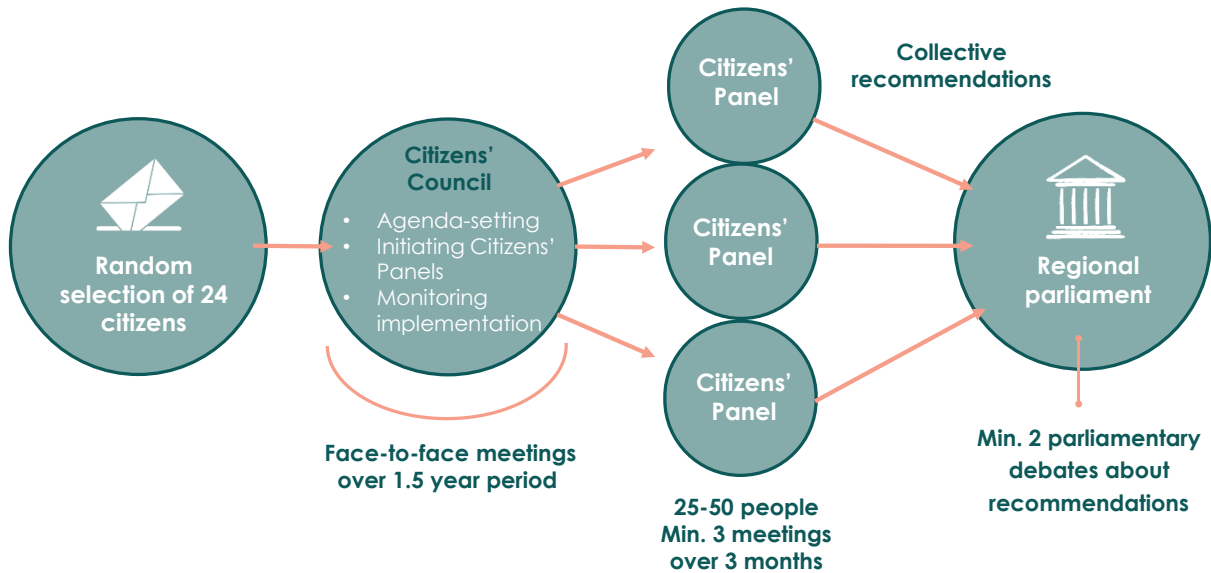 Random
selection of 24
citizens
Citizens’
Council
• Agenda-setting
• Initiating Citizens’
Panels
• Monitoring
implementation
Face-to-face meetings
over 1.5 year period
Citizens’
Panel
Citizens’
Panel
Citizens’
Panel
25-50 people
Min. 3 meetings
over 3 months
Collective
recommendations
Regional
parliament
Min. 2 parliamentary
debates about
recommendations